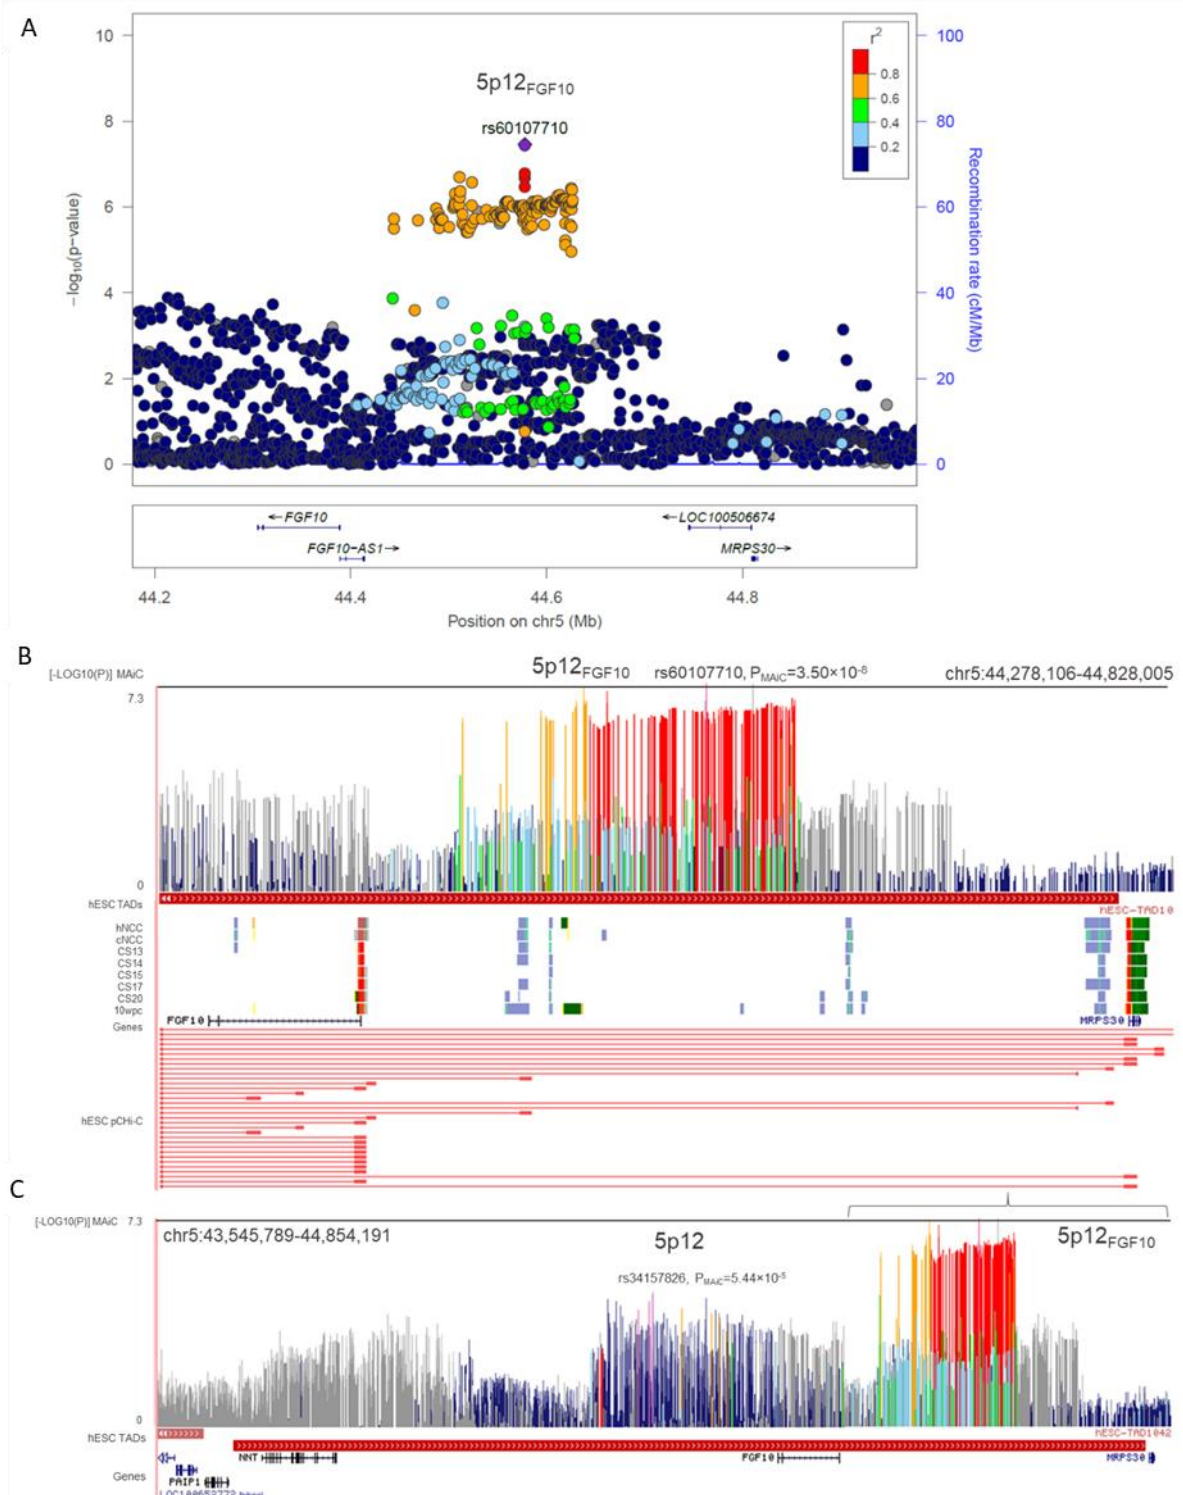 A
5p12FGF10
rs60107710
r2
0.8
0.6
0.4
0.2
10
8
6
4
2
0
−log10(p−value)
100
80
60
40
20
0
Recombination rate (cM/Mb)
←FGF10
FGF10−AS1→
←LOC100506674
MRPS30→
44.2 44.4 44.6 44.8
Position on chr5 (Mb)
B
[-LOG10(P)] MAiC
5p12FGF10 rs60107710, PMAiC=3.50×10-8 chr5:44,278,106-44,828,005
7.3
0
hESC TADs
hESC-TAD10
hNCC
cNCC
CS13
CS14
CS15
CS17
CS20
10wpc
FGF10
MRPS30
Genes
hESC pCHi-C
C
[-LOG10(P)] MAiC 7.3
chr5:43,545,789-44,854,191 5p12 5p12FGF10
rs34157826, PMAiC=5.44×10-5
0
hESC TADs
hESC-TAD1042
NNT FGF10 MRPS30
Genes
PAIP1